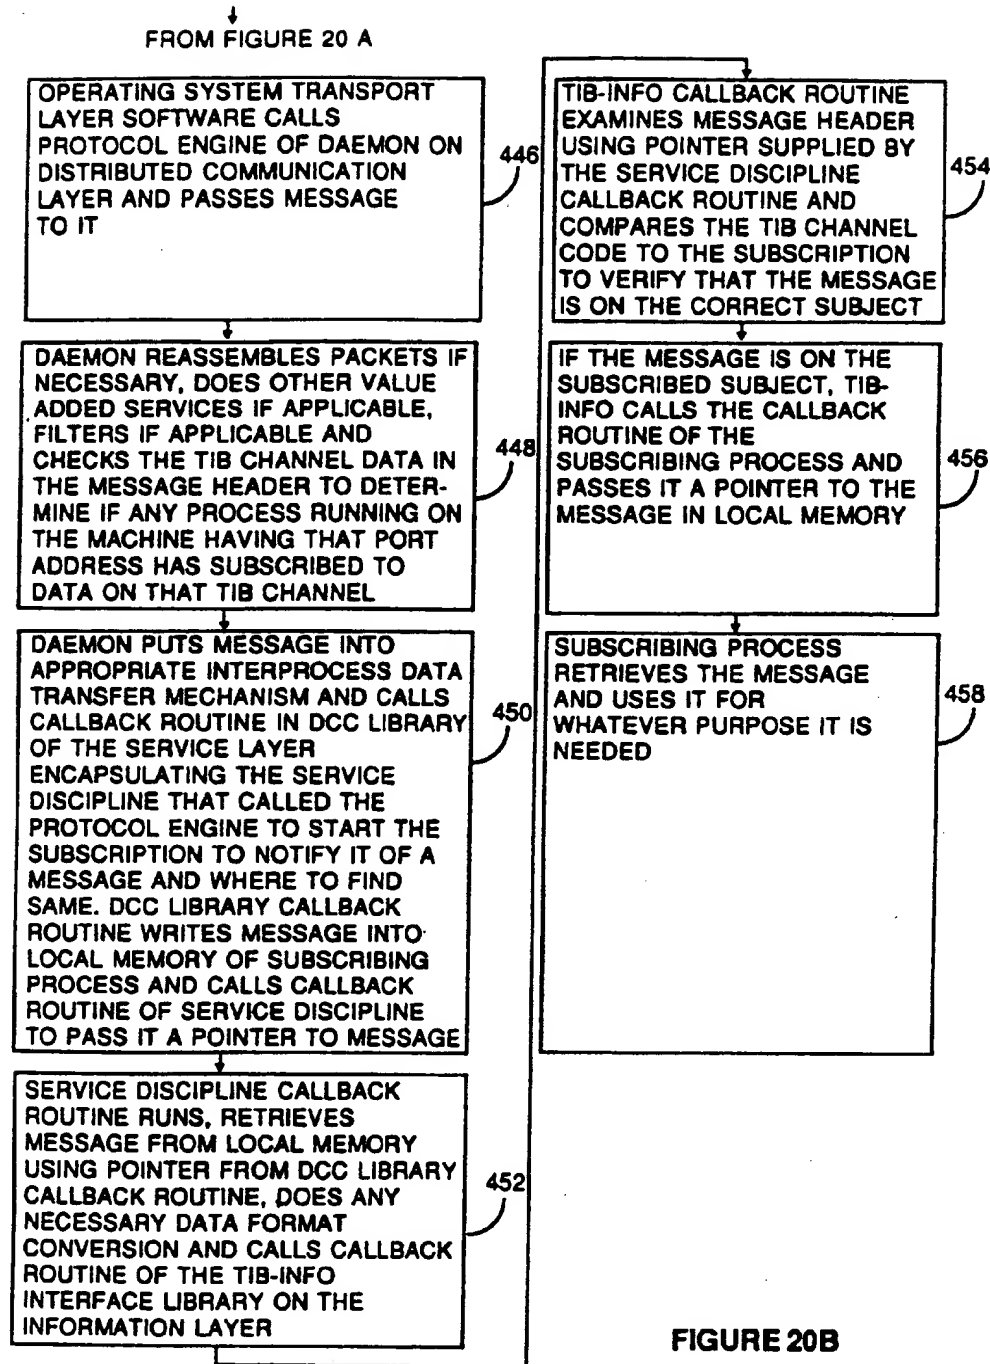 FROM FIGURE 20 A
OPERATING SYSTEM TRANSPORT
LAYER SOFTWARE CALLS
PROTOCOL ENGINE OF DAEMON ON
DISTRIBUTED COMMUNICATION
LAYER AND PASSES MESSAGE
TO IT
446
DAEMON REASSEMBLES PACKETS IF
NECESSARY, DOES OTHER VALUE
ADDED SERVICES IF APPLICABLE,
FILTERS IF APPLICABLE AND
CHECKS THE TIB CHANNEL DATA IN
THE MESSAGE HEADER TO DETER-
MINE IF ANY PROCESS RUNNING ON
THE MACHINE HAVING THAT PORT
ADDRESS HAS SUBSCRIBED TO
DATA ON THAT TIB CHANNEL
448
DAEMON PUTS MESSAGE INTO
APPROPRIATE INTERPROCESS DATA
TRANSFER MECHANISM AND CALLS
CALLBACK ROUTINE IN DCC LIBRARY
OF THE SERVICE LAYER
ENCAPSULATING THE SERVICE
DISCIPLINE THAT CALLED THE
PROTOCOL ENGINE TO START THE
SUBSCRIPTION TO NOTIFY IT OF A
MESSAGE AND WHERE TO FIND
SAME. DCC LIBRARY CALLBACK
ROUTINE WRITES MESSAGE INTO
LOCAL MEMORY OF SUBSCRIBING
PROCESS AND CALLS CALLBACK
ROUTINE OF SERVICE DISCIPLINE
TO PASS IT A POINTER TO MESSAGE
450
SERVICE DISCIPLINE CALLBACK
ROUTINE RUNS, RETRIEVES
MESSAGE FROM LOCAL MEMORY
USING POINTER FROM DCC LIBRARY
CALLBACK ROUTINE, DOES ANY
NECESSARY DATA FORMAT
CONVERSION AND CALLS CALLBACK
ROUTINE OF THE TIB-INFO
INTERFACE LIBRARY ON THE
INFORMATION LAYER
452
TIB-INFO CALLBACK ROUTINE
EXAMINES MESSAGE HEADER
USING POINTER SUPPLIED BY
THE SERVICE DISCIPLINE
CALLBACK ROUTINE AND
COMPARES THE TIB CHANNEL
CODE TO THE SUBSCRIPTION
TO VERIFY THAT THE MESSAGE
IS ON THE CORRECT SUBJECT
454
IF THE MESSAGE IS ON THE
SUBSCRIBED SUBJECT, TIB-
INFO CALLS THE CALLBACK
ROUTINE OF THE
SUBSCRIBING PROCESS AND
PASSES IT A POINTER TO THE
MESSAGE IN LOCAL MEMORY
456
SUBSCRIBING PROCESS
RETRIEVES THE MESSAGE
AND USES IT FOR
WHATEVER PURPOSE IT IS
NEEDED
458
FIGURE 20B